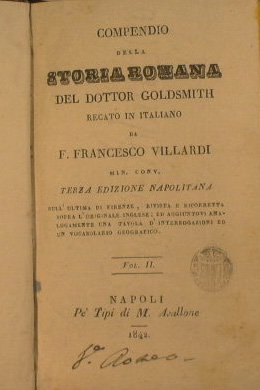 COMPENDIO
DELLA
STORIA ROMANA
DEL DOTTOR GOLDSMITH
RECATO IN ITALIANO
DA
F. FRANCESCO VILLARDI
MIN. CONV.
TERZA EDIZIONE NAPOLITANA
SULL'ULTIMA DI FIRENZE, RIVISTA E RICORRETTA
SOPRA L'ORIGINALE INGLESE; ED AGGIUNTOVI ANA-
LOGAMENTE UNA TAVOLA D'INTERROGAZIONI ED
UN VOCABOLARIO GEOGRAFICO.
VOL. II.
NAPOLI
Pe' Tipi di M. Avallone
1842.